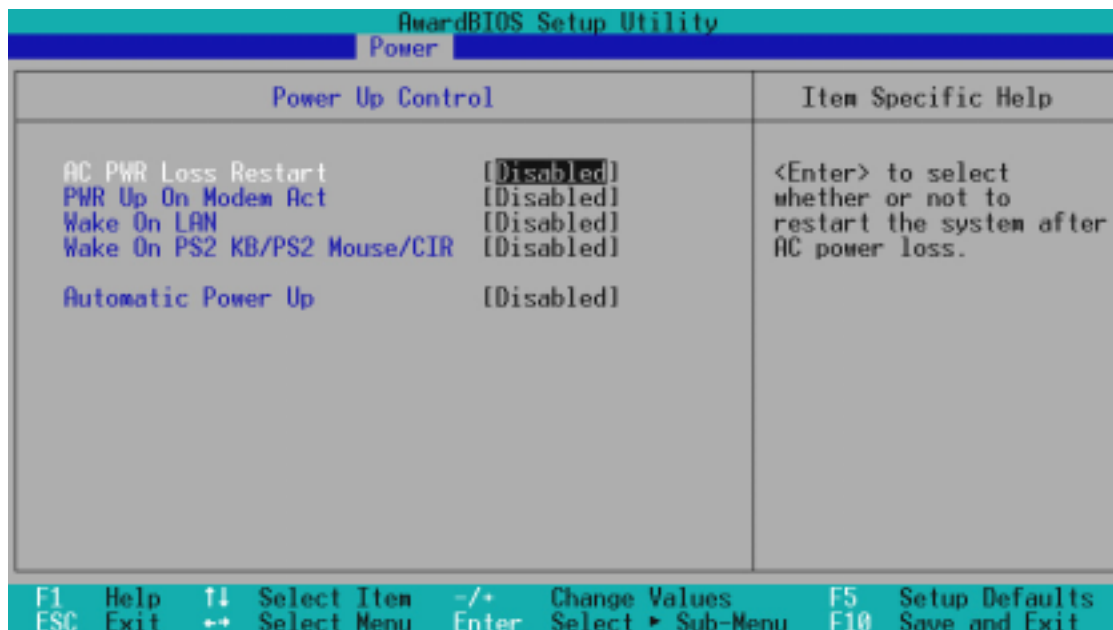 AwardBIOS Setup Utility
Power
Power Up Control
Item Specific Help
AC PWR Loss Restart [Disabled]
PWR Up On Modem Act [Disabled]
Wake On LAN [Disabled]
Wake On PS2 KB/PS2 Mouse/CIR [Disabled]
Automatic Power Up [Disabled]
<Enter> to select
whether or not to
restart the system after
AC power loss.
F1 Help ↑↓ Select Item -/+ Change Values F5 Setup Defaults
ESC Exit ←→ Select Menu Enter Select ► Sub-Menu F10 Save and Exit